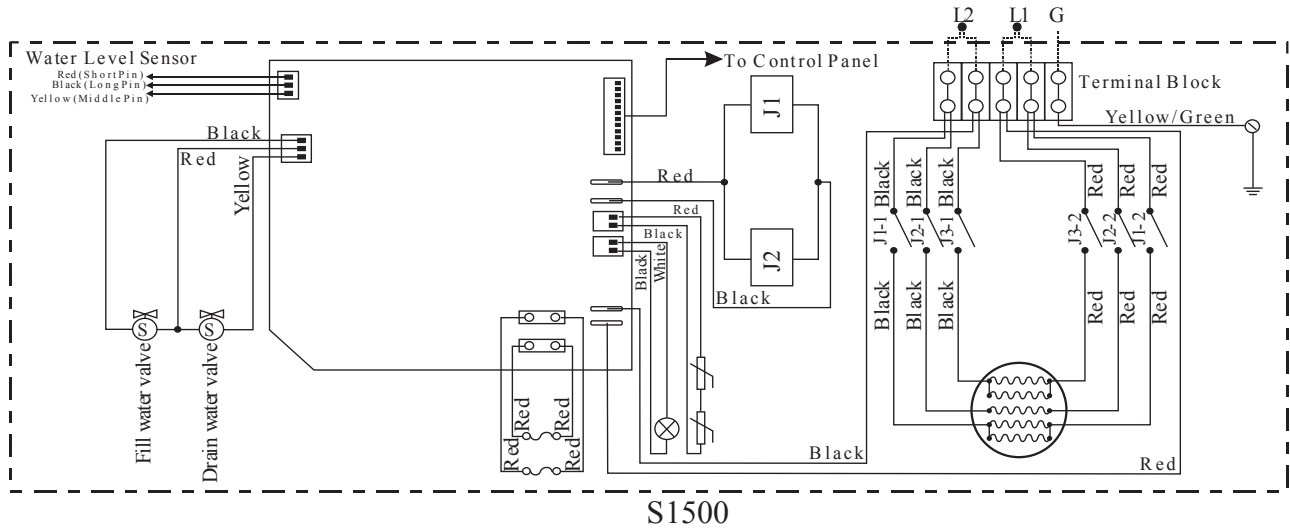 L2 L1 G
Water Level Sensor
Red(ShortPin)
Black(LongPin)
Yellow(MiddlePin)
To Control Panel
Terminal Block
Yellow/Green
Black
Red
Yellow
Red
J1
J2
Black
Red
Black
White
Black
Black
Black
Black
J1-1
J2-1
J3-1
Red
Red
Red
J3-2
J2-2
J1-2
Black
Black
Black
Red
Red
Red
S
S
Fill water valve
Drain water valve
Red
Red
Red
Red
Black
Red
S1500